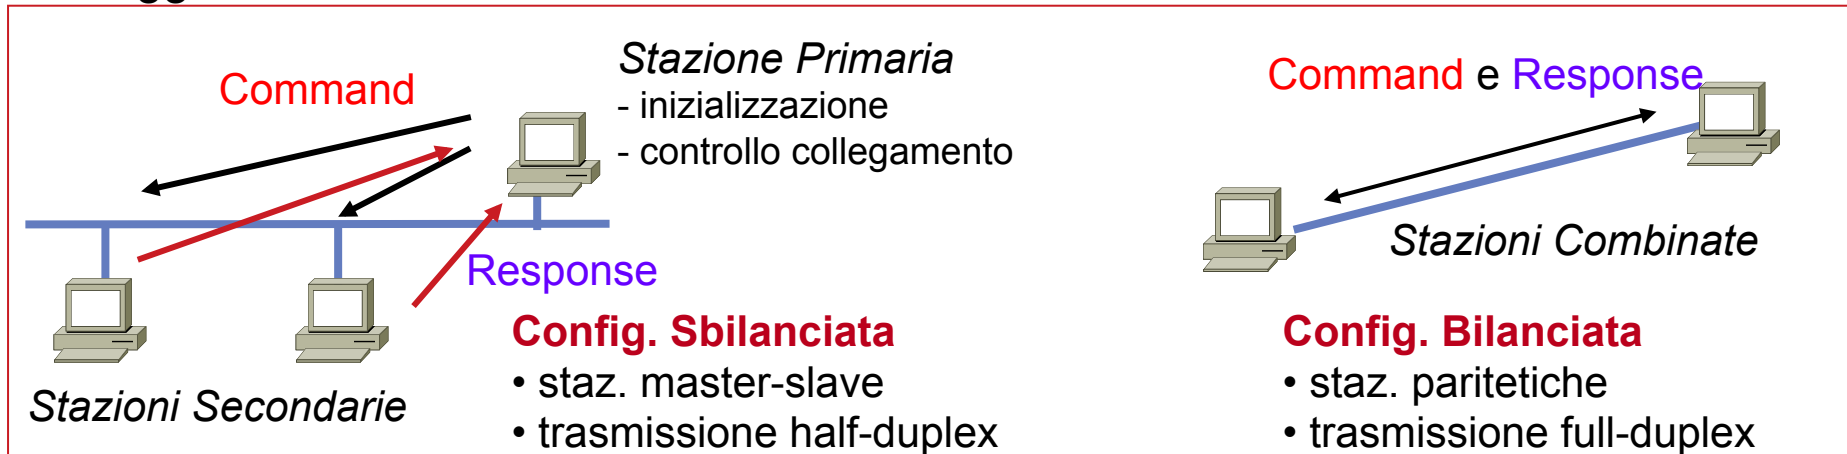 Command
Stazione Primaria
- inizializzazione
- controllo collegamento
Response
Stazioni Secondarie
Config. Sbilanciata
• staz. master-slave
• trasmissione half-duplex
Command e Response
Stazioni Combinate
Config. Bilanciata
• staz. paritetiche
• trasmissione full-duplex